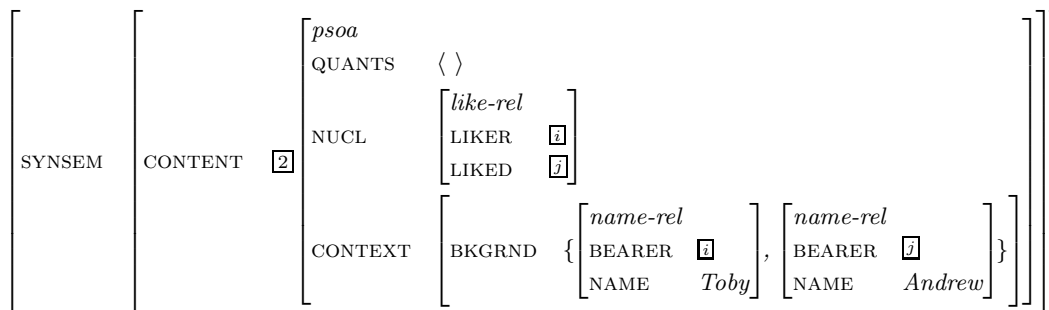 psoa
QUANTS ⟨ ⟩
like-rel
NUCL LIKER i
SYNSEM CONTENT 2 LIKED j
name-rel name-rel
CONTEXT BKGRND { BEARER i , BEARER j }
NAME Toby NAME Andrew